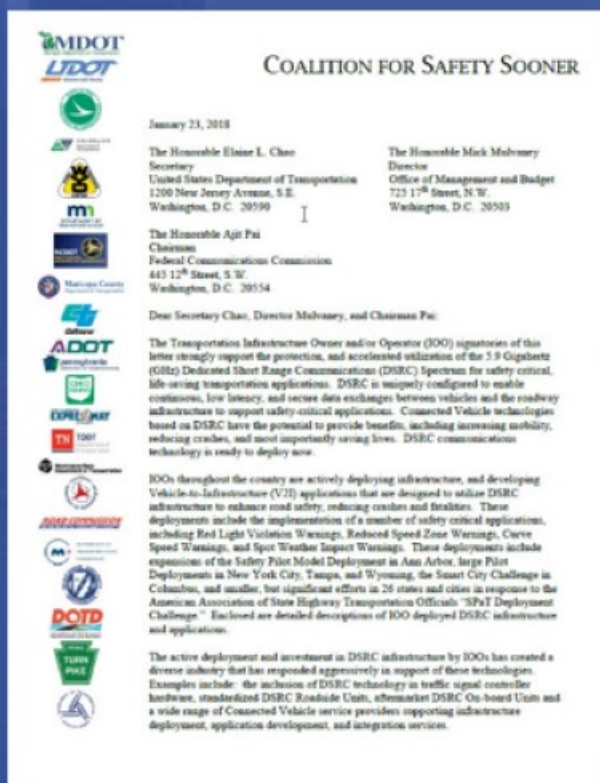 MDOT
COALITION FOR SAFETY SOONER
January 23, 2018
The Honorable Elaine L. Chao
Secretary
United States Department of Transportation
1200 New Jersey Avenue, S.E.
Washington, D.C. 20590
The Honorable Mick Mulvaney
Director
Office of Management and Budget
725 17th Street, N.W.
Washington, D.C. 20503
The Honorable Ajit Pai
Chairman
Federal Communications Commission
445 12th Street, S.W.
Washington, D.C. 20554
Dear Secretary Chao, Director Mulvaney, and Chairman Pai:
The Transportation Infrastructure Owner and/or Operator (IOO) signatories of this
letter strongly support the protection, and accelerated utilization of the 5.9 Gigahertz
(GHz) Dedicated Short Range Communications (DSRC) Spectrum for safety critical,
life-saving transportation applications. DSRC is uniquely configured to enable
continuous, low latency, and secure data exchanges between vehicles and the roadway
infrastructure to support safety-critical applications. Connected Vehicle technologies
based on DSRC have the potential to provide benefits, including increasing mobility,
reducing crashes, and most importantly saving lives. DSRC communications
technology is ready to deploy now.
IOOs throughout the country are actively deploying infrastructure, and developing
Vehicle-to-Infrastructure (V2I) applications that are designed to utilize DSRC
infrastructure to enhance road safety, reducing crashes and fatalities. These
deployments include the implementation of a number of safety critical applications,
including Red Light Violation Warnings, Reduced Speed Zone Warnings, Curve
Speed Warnings, and Spot Weather Impact Warnings. These deployments include
expansions of the Safety Pilot Model Deployment in Ann Arbor, large Pilot
Deployments in New York City, Tampa, and Wyoming, the Smart City Challenge in
Columbus, and smaller, but significant efforts in 26 states and cities in response to the
American Association of State Highway Transportation Officials "SPaT Deployment
Challenge." Enclosed are detailed descriptions of IOO deployed DSRC infrastructure
and applications.
The active deployment and investment in DSRC infrastructure by IOOs has created a
diverse industry that has responded aggressively in support of these technologies.
Examples include: the inclusion of DSRC technology in traffic signal controller
hardware, standardized DSRC Roadside Units, aftermarket DSRC On-board Units and
a wide range of Connected Vehicle service providers supporting infrastructure
deployment, application development, and integration services.
Maricopa County
ADOT
pennsylvania
TN TDOT
DOTD
TURN
PIKE